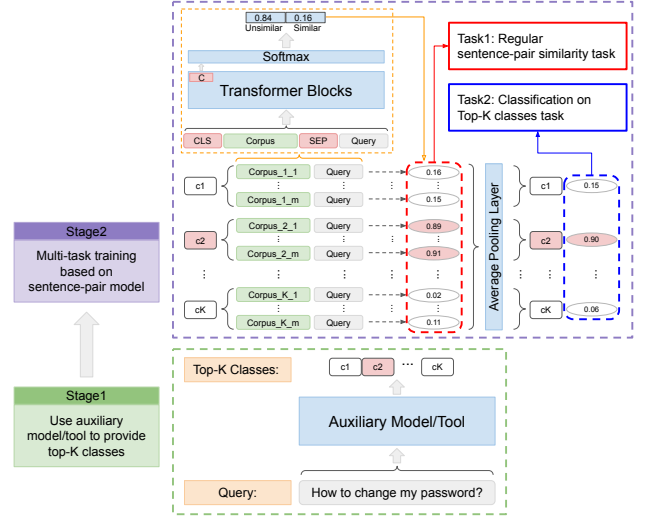 0.84 0.16
Unsimilar Similar
Softmax
C
Transformer Blocks
CLS Corpus SEP Query
Task1: Regular
sentence-pair similarity task
Task2: Classification on
Top-K classes task
c1
Corpus_1_1 Query 0.16
⋮ ⋮ ⋮
Corpus_1_m Query 0.15
c2
Corpus_2_1 Query 0.89
⋮ ⋮ ⋮
Corpus_2_m Query 0.91
⋮ ⋮ ⋮ ⋮
cK
Corpus_K_1 Query 0.02
⋮ ⋮ ⋮
Corpus_K_m Query 0.11
Average Pooling Layer
c1 0.15
⋮
c2 0.90
⋮ ⋮
cK 0.06
Stage2
Multi-task training
based on
sentence-pair model
Stage1
Use auxiliary
model/tool to provide
top-K classes
Top-K Classes: c1 c2 ••• cK
Auxiliary Model/Tool
Query: How to change my password?